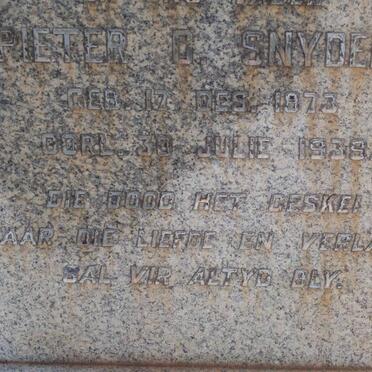 PIETER G. SNYDE
GEB. 17 DES. 1873
OORL. 30 JULIE 1938
DIE DOOD HET GESKEI
AAR DIE LIEFDE EN VERLA
SAL VIR ALTYD BLY.